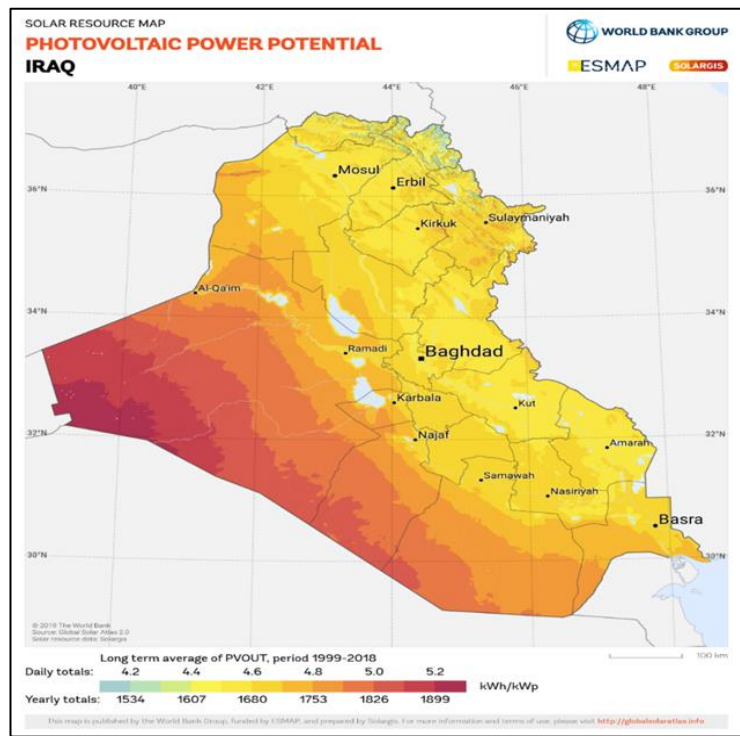 SOLAR RESOURCE MAP
PHOTOVOLTAIC POWER POTENTIAL
IRAQ
WORLD BANK GROUP
ESMAP SOLARGIS
40°E 42°E 44°E 46°E 48°E
Mosul
Erbil
36°N 36°N
Kirkuk
Sulaymaniyah
Al-Qa'im
34°N 34°N
Ramadi
Baghdad
Karbala
Kut
32°N 32°N
Najaf
Amarah
Samawah
Nasiriyah
Basra
30°N 30°N
© 2019 The World Bank
Source: Global Solar Atlas 2.0
Solar resource data: Solargis
100 km
Long term average of PVOUT, period 1999-2018
Daily totals: 4.2 4.4 4.6 4.8 5.0 5.2
kWh/kWp
Yearly totals: 1534 1607 1680 1753 1826 1899
This map is published by the World Bank Group, funded by ESMAP, and prepared by Solargis. For more information and terms of use, please visit http://globalsolaratlas.info.